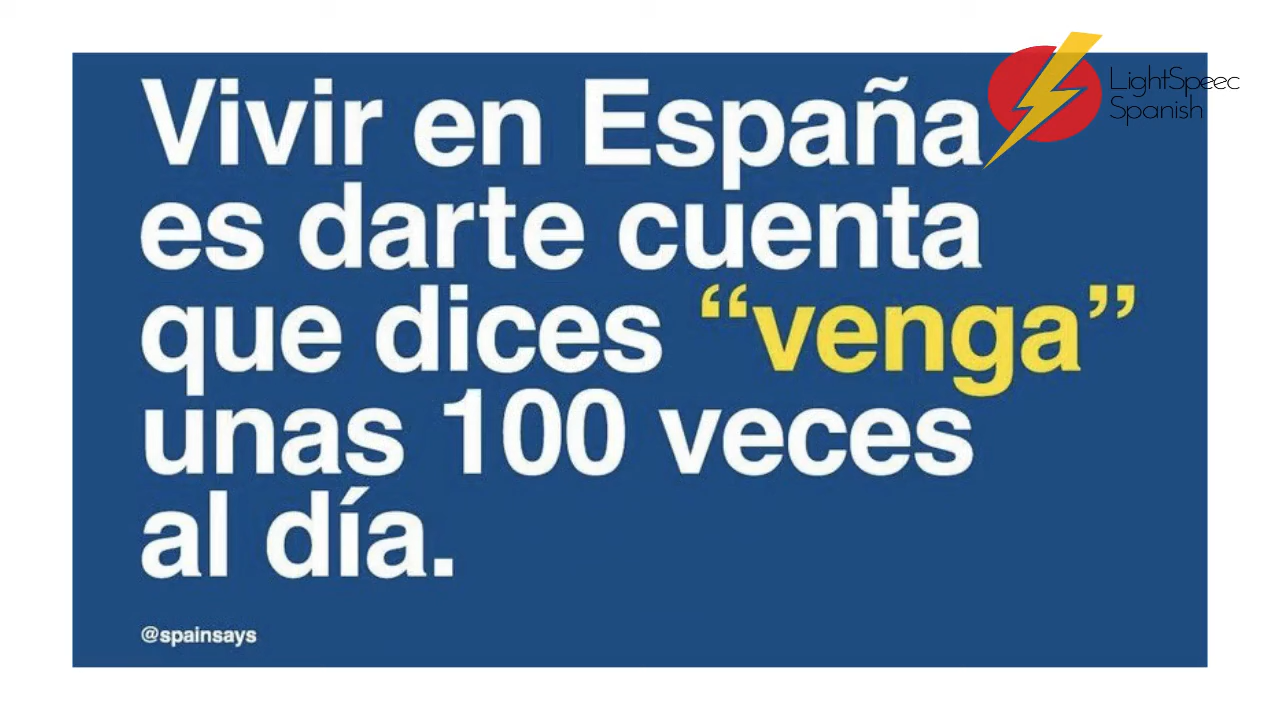 Vivir en España
es darte cuenta
que dices “venga”
unas 100 veces
al día.
@spainsays
LightSpeec
Spanish